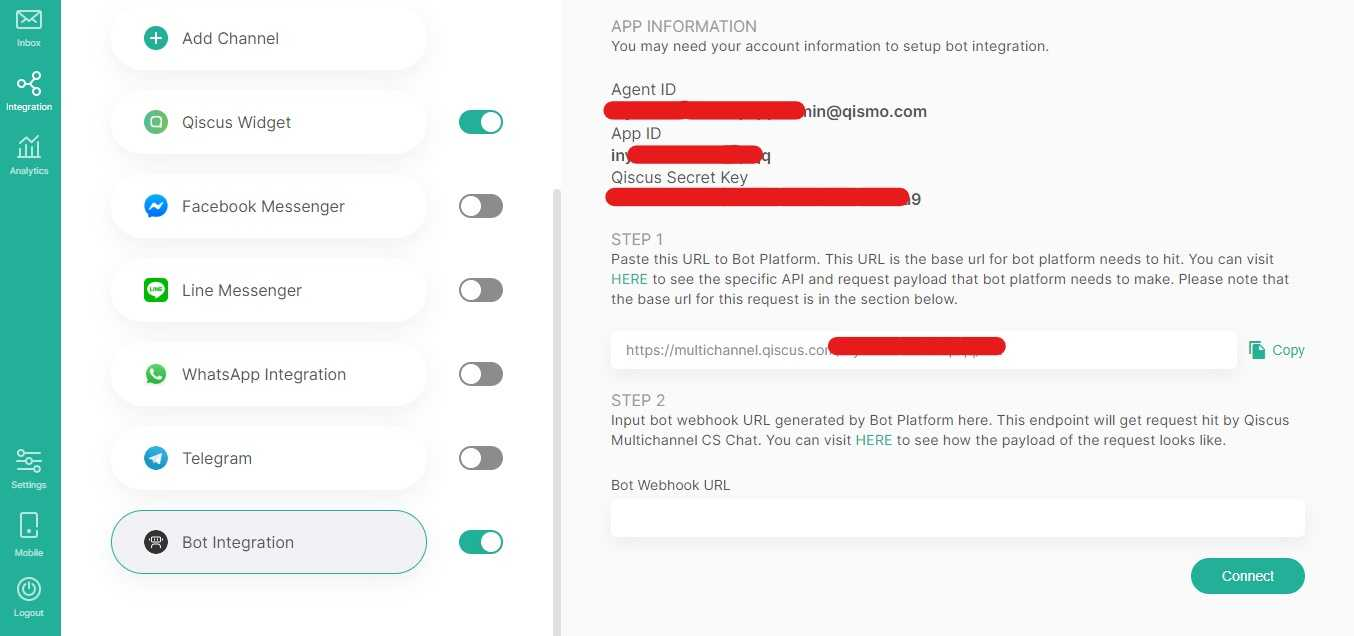 Inbox
Integration
Analytics
Settings
Mobile
Logout
Add Channel
Qiscus Widget
Facebook Messenger
Line Messenger
LINE
WhatsApp Integration
Telegram
Bot Integration
APP INFORMATION
You may need your account information to setup bot integration.
Agent ID
min@qismo.com
App ID
iny
q
Qiscus Secret Key
9
STEP 1
Paste this URL to Bot Platform. This URL is the base url for bot platform needs to hit. You can visit
HERE to see the specific API and request payload that bot platform needs to make. Please note that
the base url for this request is in the section below.
https://multichannel.qiscus.com
Copy
STEP 2
Input bot webhook URL generated by Bot Platform here. This endpoint will get request hit by Qiscus
Multichannel CS Chat. You can visit HERE to see how the payload of the request looks like.
Bot Webhook URL
Connect